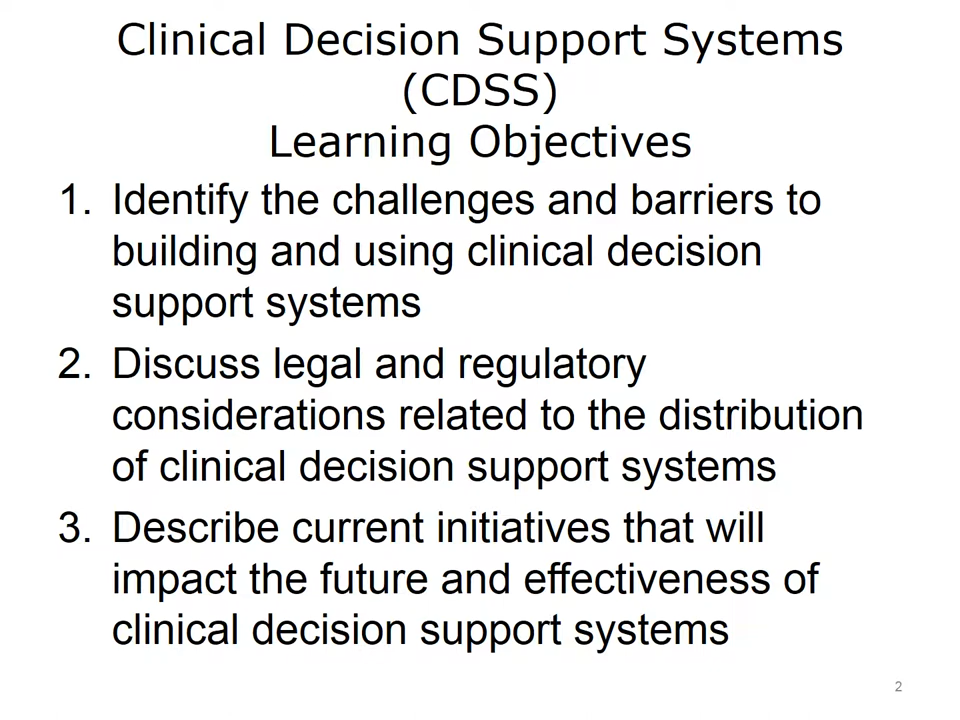 Clinical Decision Support Systems
(CDSS)
Learning Objectives
1. Identify the challenges and barriers to
building and using clinical decision
support systems
2. Discuss legal and regulatory
considerations related to the distribution
of clinical decision support systems
3. Describe current initiatives that will
impact the future and effectiveness of
clinical decision support systems
2